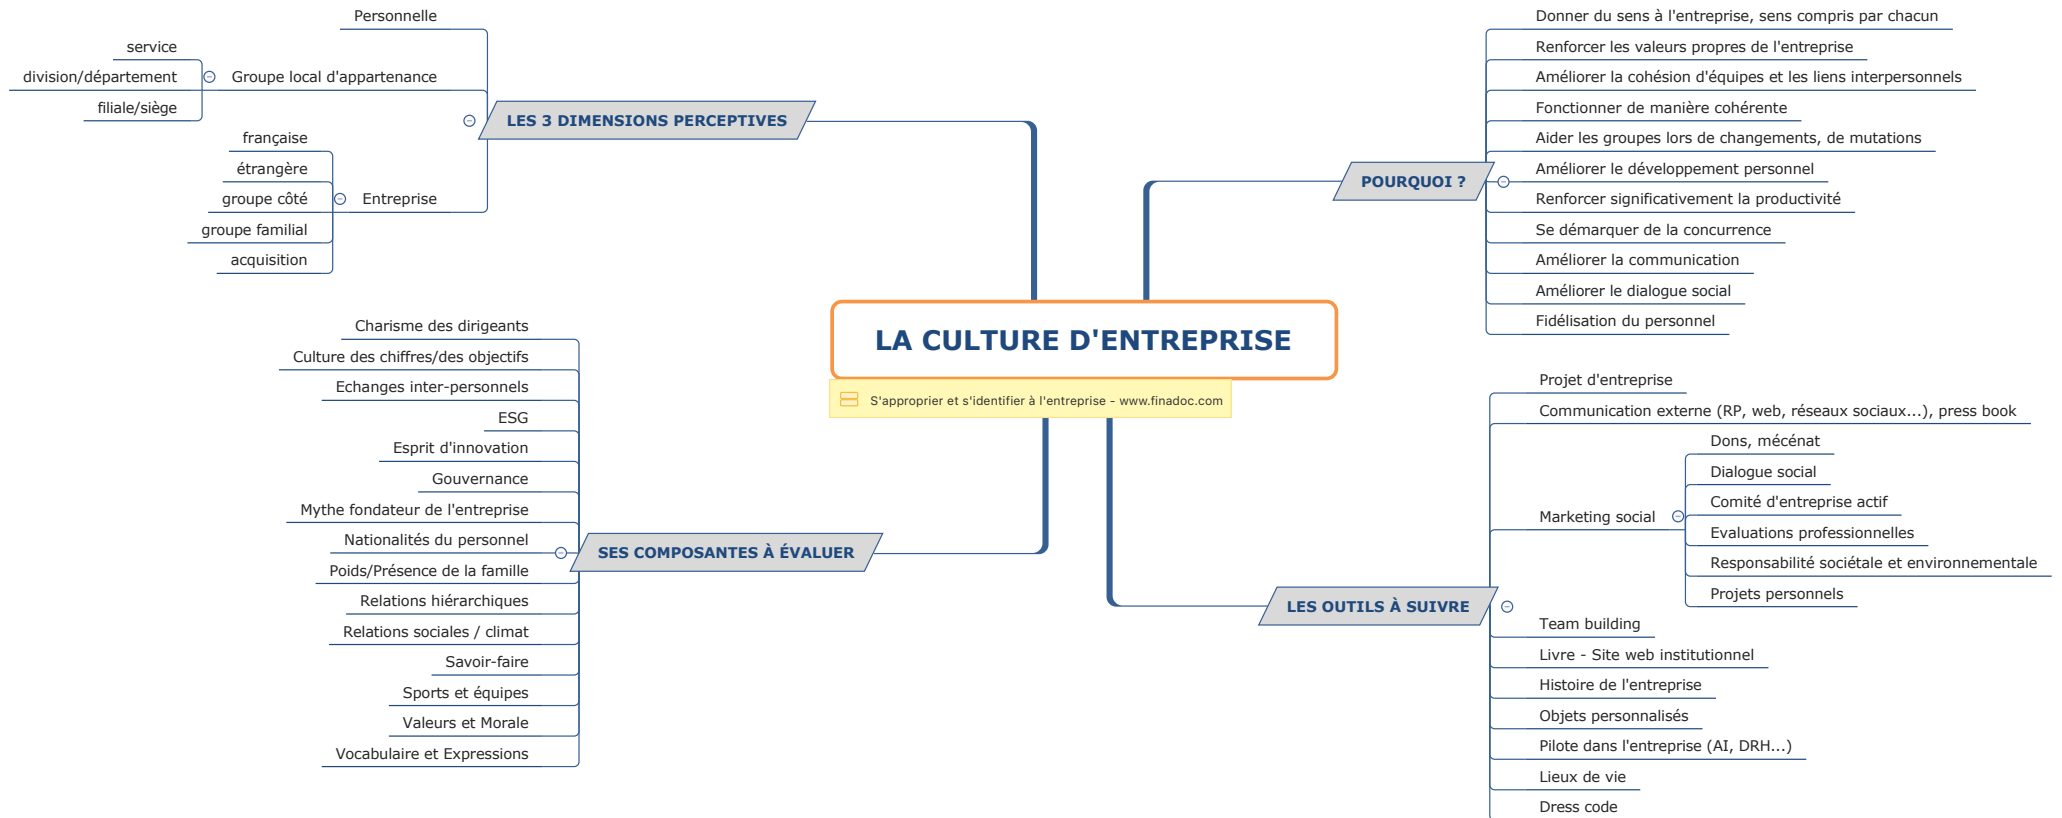 LA CULTURE D'ENTREPRISE
S'approprier et s'identifier à l'entreprise - www.finadoc.com
POURQUOI ?
Donner du sens à l'entreprise, sens compris par chacun
Renforcer les valeurs propres de l'entreprise
Améliorer la cohésion d'équipes et les liens interpersonnels
Fonctionner de manière cohérente
Aider les groupes lors de changements, de mutations
Améliorer le développement personnel
Renforcer significativement la productivité
Se démarquer de la concurrence
Améliorer la communication
Améliorer le dialogue social
Fidélisation du personnel
LES OUTILS À SUIVRE
Projet d'entreprise
Communication externe (RP, web, réseaux sociaux...), press book
Marketing social
Dons, mécénat
Dialogue social
Comité d'entreprise actif
Evaluations professionnelles
Responsabilité sociétale et environnementale
Projets personnels
Team building
Livre - Site web institutionnel
Histoire de l'entreprise
Objets personnalisés
Pilote dans l'entreprise (AI, DRH...)
Lieux de vie
Dress code
LES 3 DIMENSIONS PERCEPTIVES
Personnelle
Groupe local d'appartenance
service
division/département
filiale/siège
Entreprise
française
étrangère
groupe côté
groupe familial
acquisition
SES COMPOSANTES À ÉVALUER
Charisme des dirigeants
Culture des chiffres/des objectifs
Echanges inter-personnels
ESG
Esprit d'innovation
Gouvernance
Mythe fondateur de l'entreprise
Nationalités du personnel
Poids/Présence de la famille
Relations hiérarchiques
Relations sociales / climat
Savoir-faire
Sports et équipes
Valeurs et Morale
Vocabulaire et Expressions